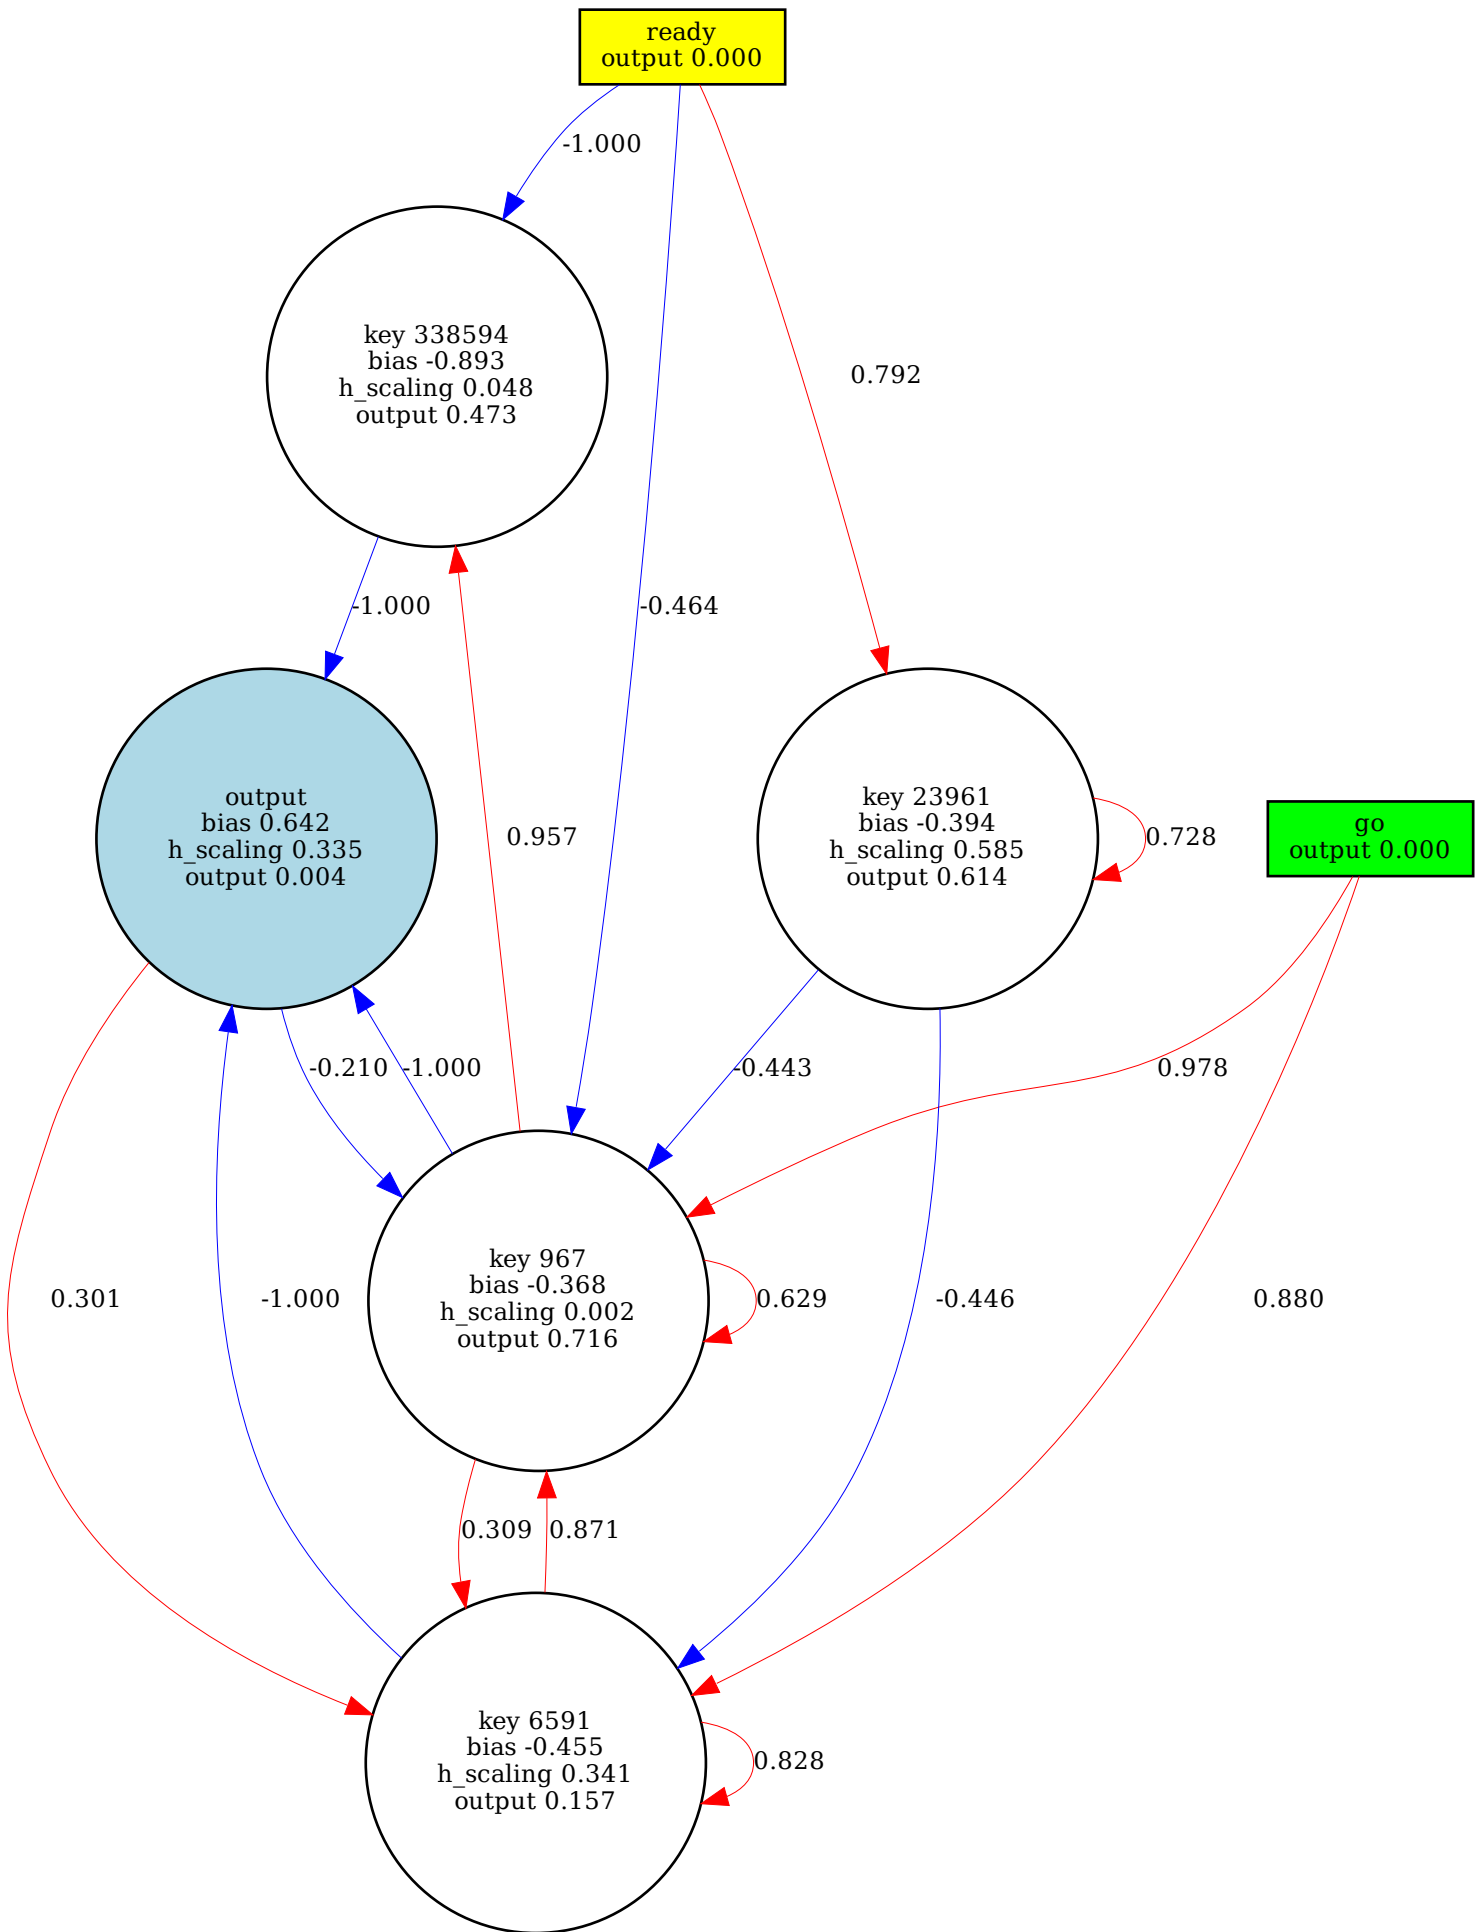 ready
output 0.000
-1.000
key 338594
bias -0.893
h_scaling 0.048
output 0.473
0.792
-1.000
-0.464
output
bias 0.642
h_scaling 0.335
output 0.004
0.957
key 23961
bias -0.394
h_scaling 0.585
output 0.614
0.728
go
output 0.000
-0.210
-1.000
-0.443
0.978
0.301
-1.000
key 967
bias -0.368
h_scaling 0.002
output 0.716
0.629
-0.446
0.880
0.309
0.871
key 6591
bias -0.455
h_scaling 0.341
output 0.157
0.828